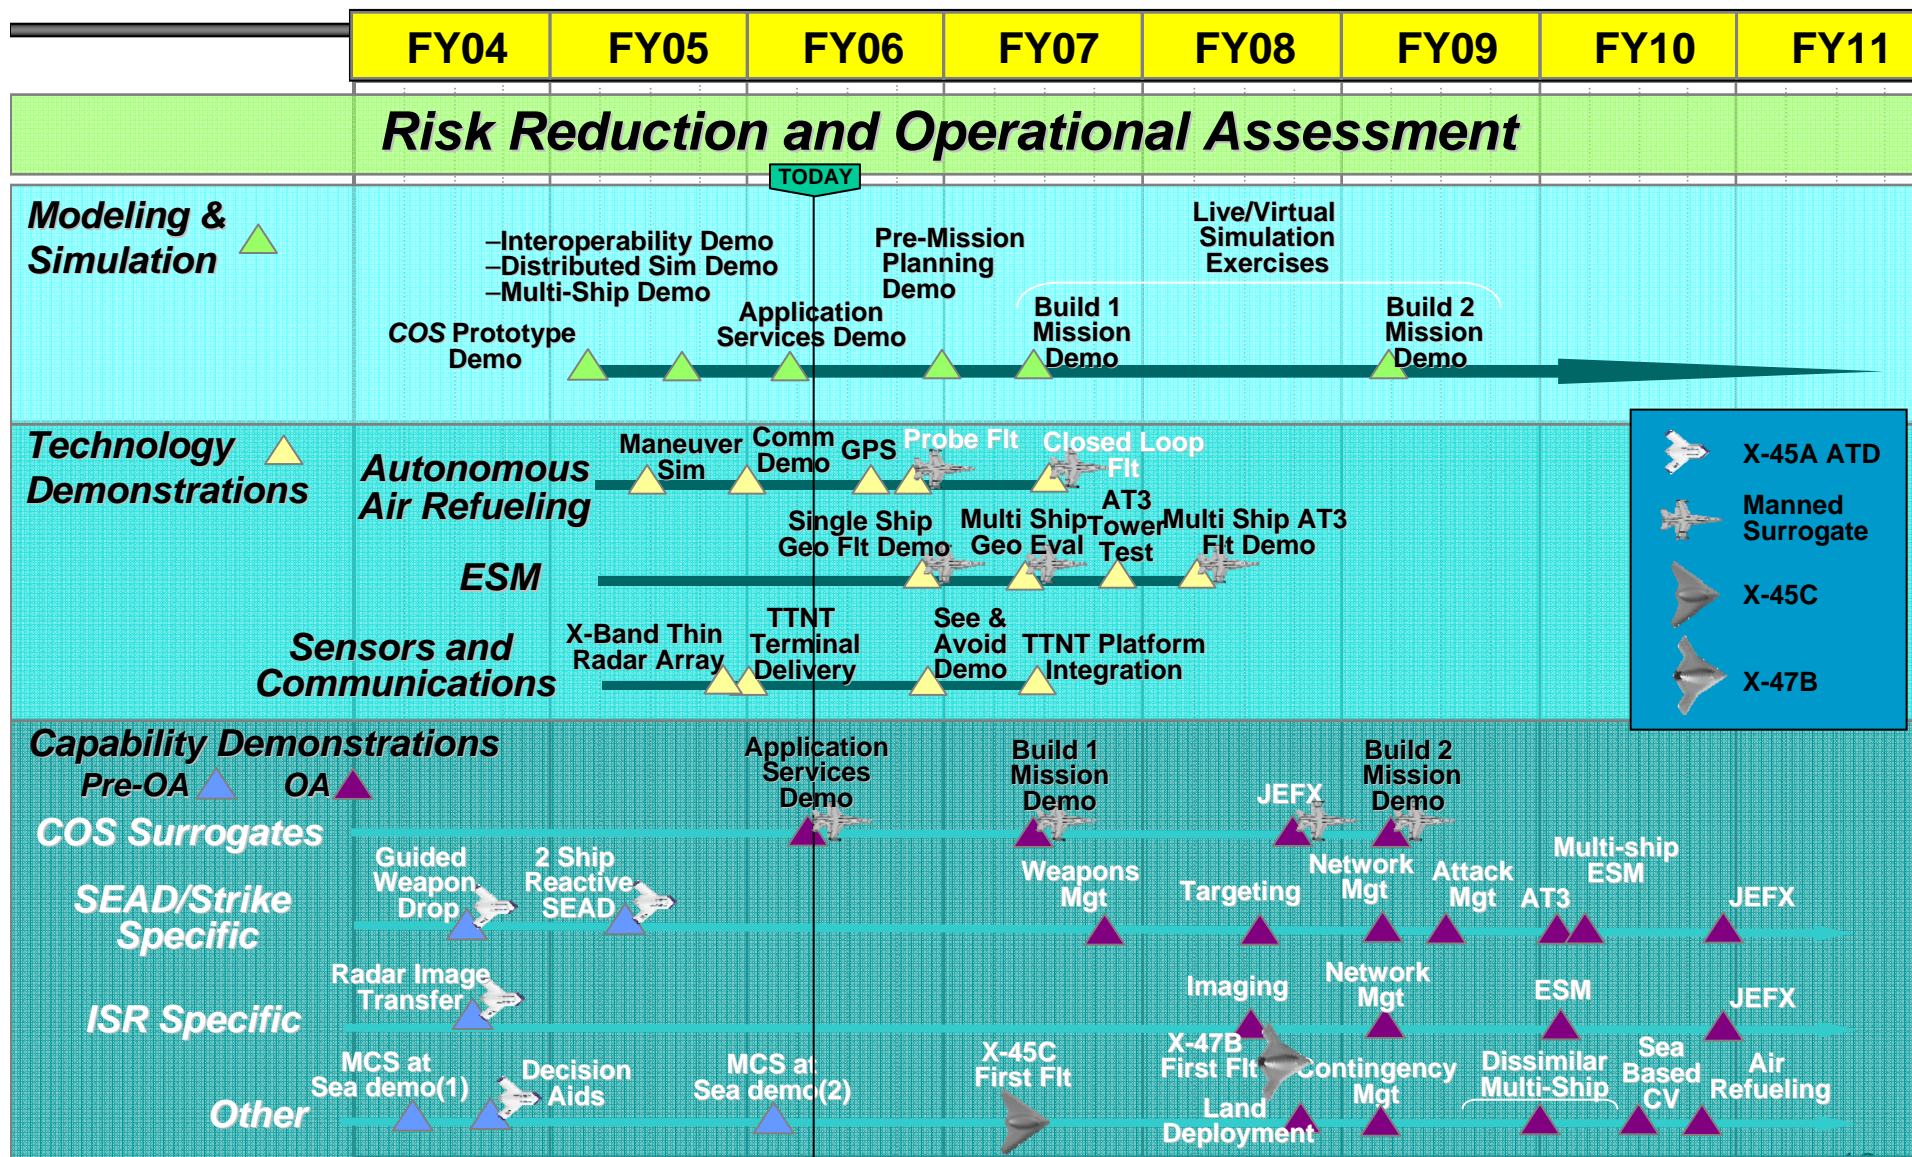 FY04 FY05 FY06 FY07 FY08 FY09 FY10 FY11
Risk Reduction and Operational Assessment
TODAY
Modeling &
Simulation
–Interoperability Demo
–Distributed Sim Demo
–Multi-Ship Demo
Pre-Mission
Planning
Demo
Live/Virtual
Simulation
Exercises
COS Prototype
Demo
Application
Services Demo
Build 1
Mission
Demo
Build 2
Mission
Demo
Technology
Demonstrations
Autonomous
Air Refueling
Maneuver
Sim
Comm
Demo
GPS
Probe Flt
Closed Loop
Flt
ESM
Single Ship
Geo Flt Demo
Multi Ship
Geo Eval
AT3
Tower
Test
Multi Ship AT3
Flt Demo
Sensors and
Communications
X-Band Thin
Radar Array
TTNT
Terminal
Delivery
See &
Avoid
Demo
TTNT Platform
Integration
X-45A ATD
Manned
Surrogate
X-45C
X-47B
Capability Demonstrations
Pre-OA OA
COS Surrogates
Application
Services
Demo
Build 1
Mission
Demo
JEFX
Build 2
Mission
Demo
SEAD/Strike
Specific
Guided
Weapon
Drop
2 Ship
Reactive
SEAD
Weapons
Mgt
Targeting
Network
Mgt
Attack
Mgt
AT3
Multi-ship
ESM
JEFX
ISR Specific
Radar Image
Transfer
Imaging
Network
Mgt
ESM
JEFX
Other
MCS at
Sea demo(1)
Decision
Aids
MCS at
Sea demo(2)
X-45C
First Flt
X-47B
First Flt
Land
Deployment
Contingency
Mgt
Dissimilar
Multi-Ship
Sea
Based
CV
Air
Refueling